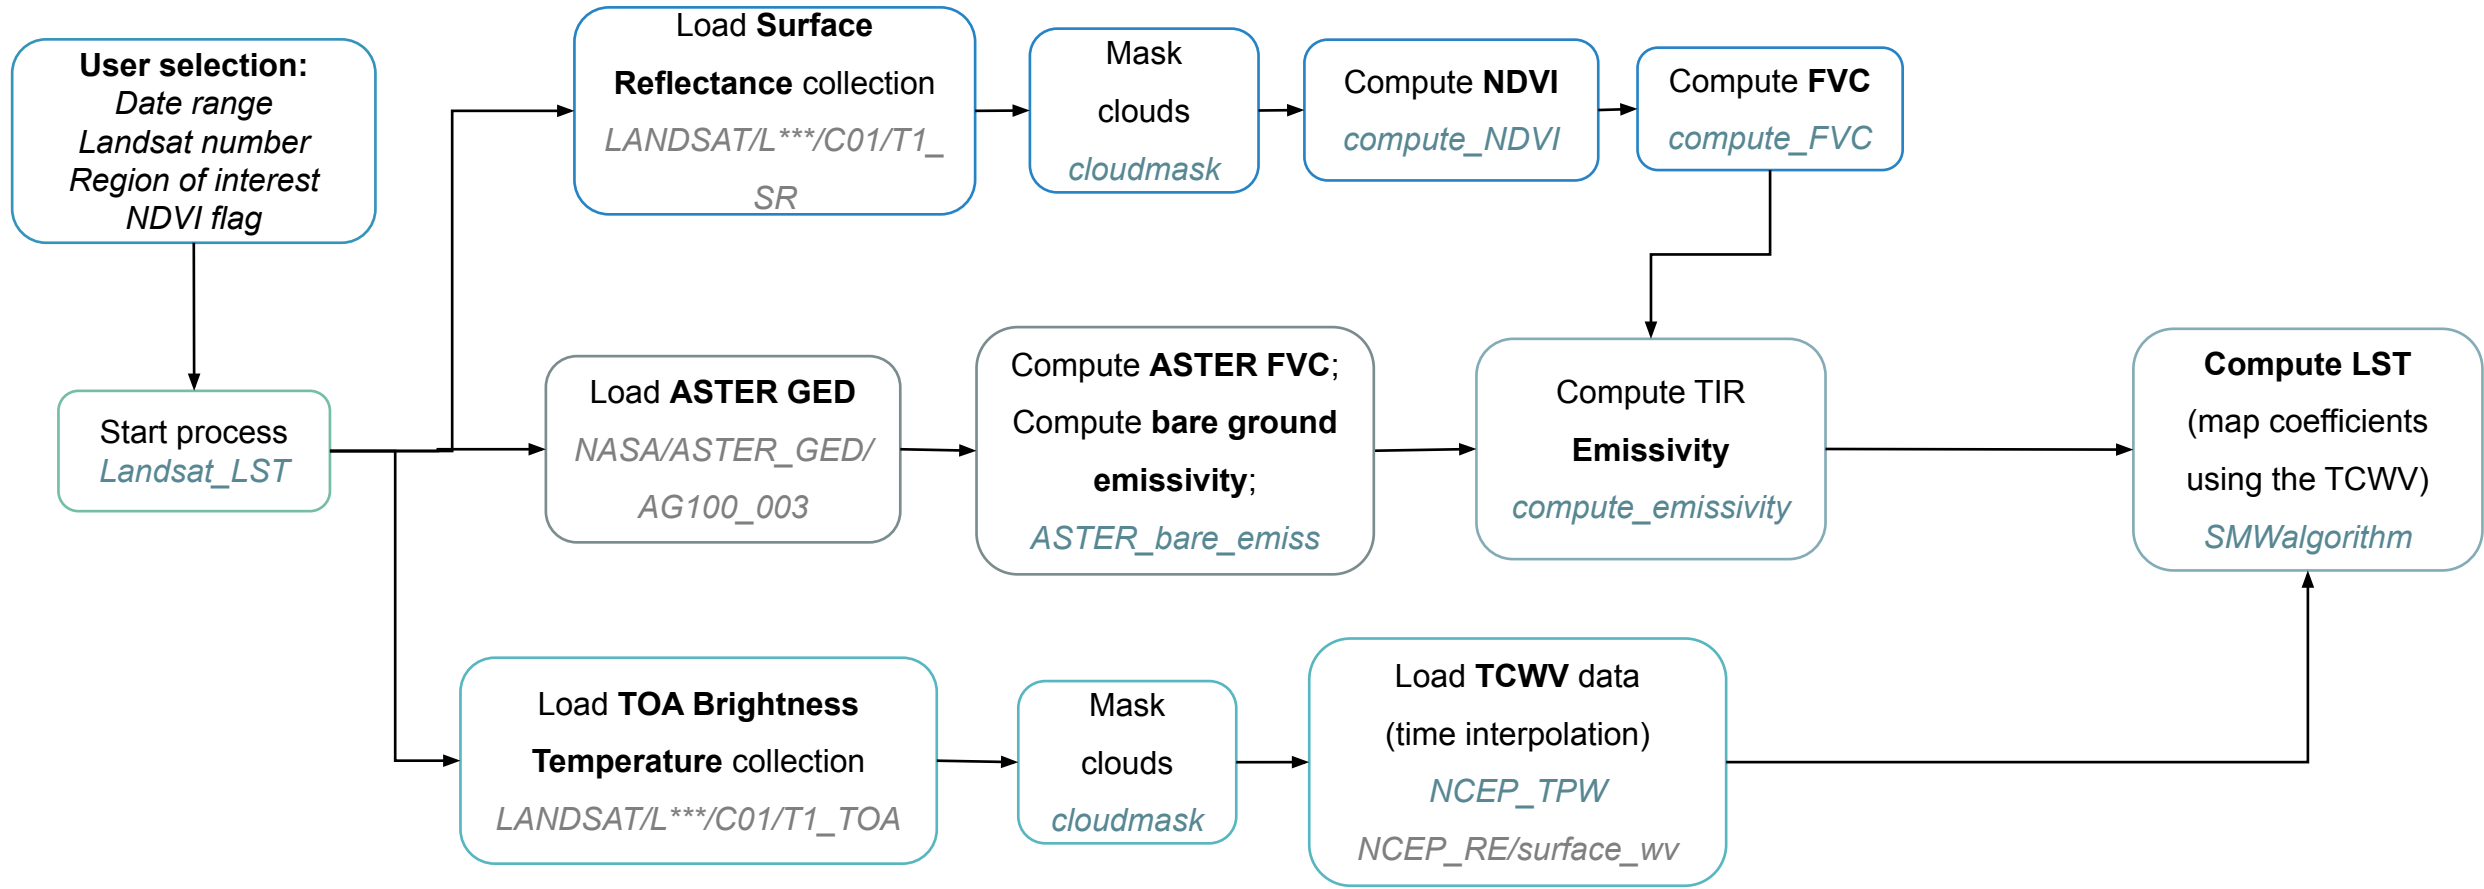 User selection:
Date range
Landsat number
Region of interest
NDVI flag
Start process
Landsat_LST
Load Surface
Reflectance collection
LANDSAT/L***/C01/T1_
SR
Mask
clouds
cloudmask
Compute NDVI
compute_NDVI
Compute FVC
compute_FVC
Load ASTER GED
NASA/ASTER_GED/
AG100_003
Compute ASTER FVC;
Compute bare ground
emissivity;
ASTER_bare_emiss
Compute TIR
Emissivity
compute_emissivity
Compute LST
(map coefficients
using the TCWV)
SMWalgorithm
Load TOA Brightness
Temperature collection
LANDSAT/L***/C01/T1_TOA
Mask
clouds
cloudmask
Load TCWV data
(time interpolation)
NCEP_TPW
NCEP_RE/surface_wv